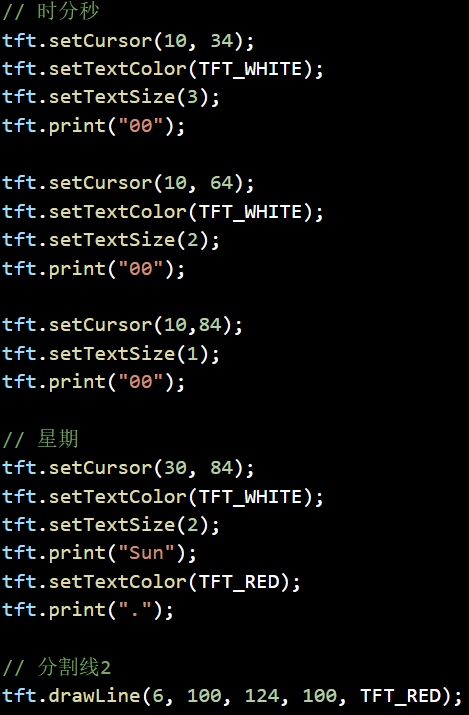 // 时分秒
tft.setCursor(10, 34);
tft.setTextColor(TFT_WHITE);
tft.setTextSize(3);
tft.print("00");
tft.setCursor(10, 64);
tft.setTextColor(TFT_WHITE);
tft.setTextSize(2);
tft.print("00");
tft.setCursor(10,84);
tft.setTextSize(1);
tft.print("00");
// 星期
tft.setCursor(30, 84);
tft.setTextColor(TFT_WHITE);
tft.setTextSize(2);
tft.print("Sun");
tft.setTextColor(TFT_RED);
tft.print(".");
// 分割线2
tft.drawLine(6, 100, 124, 100, TFT_RED);